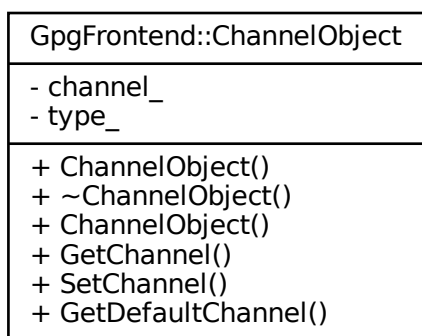 GpgFrontend::ChannelObject
- channel_
- type_
+ ChannelObject()
+ ~ChannelObject()
+ ChannelObject()
+ GetChannel()
+ SetChannel()
+ GetDefaultChannel()